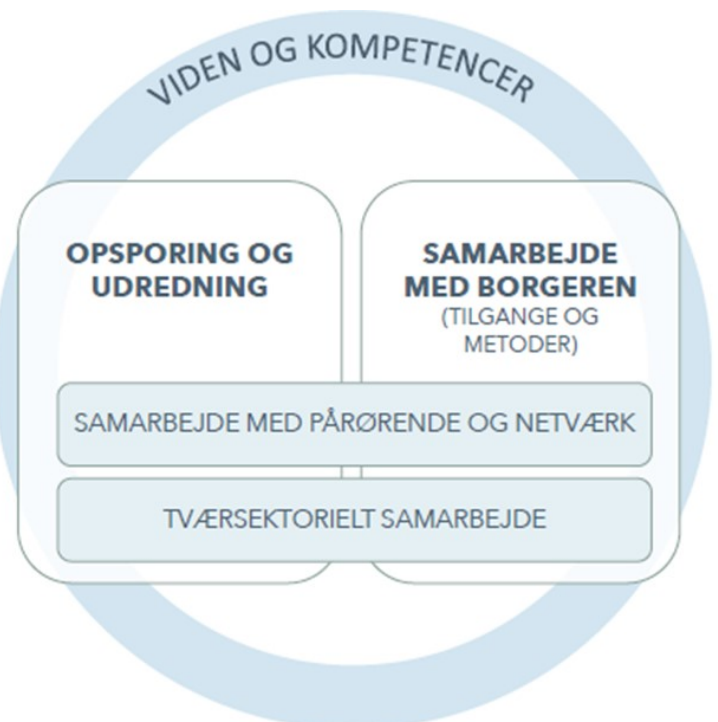 VIDEN OG KOMPETENCER
OPSPORING OG
UDREDNING
SAMARBEJDE
MED BORGEREN
(TILGANGE OG
METODER)
SAMARBEJDE MED PÅRØRENDE OG NETVÆRK
TVÆRSEKTORIELT SAMARBEJDE